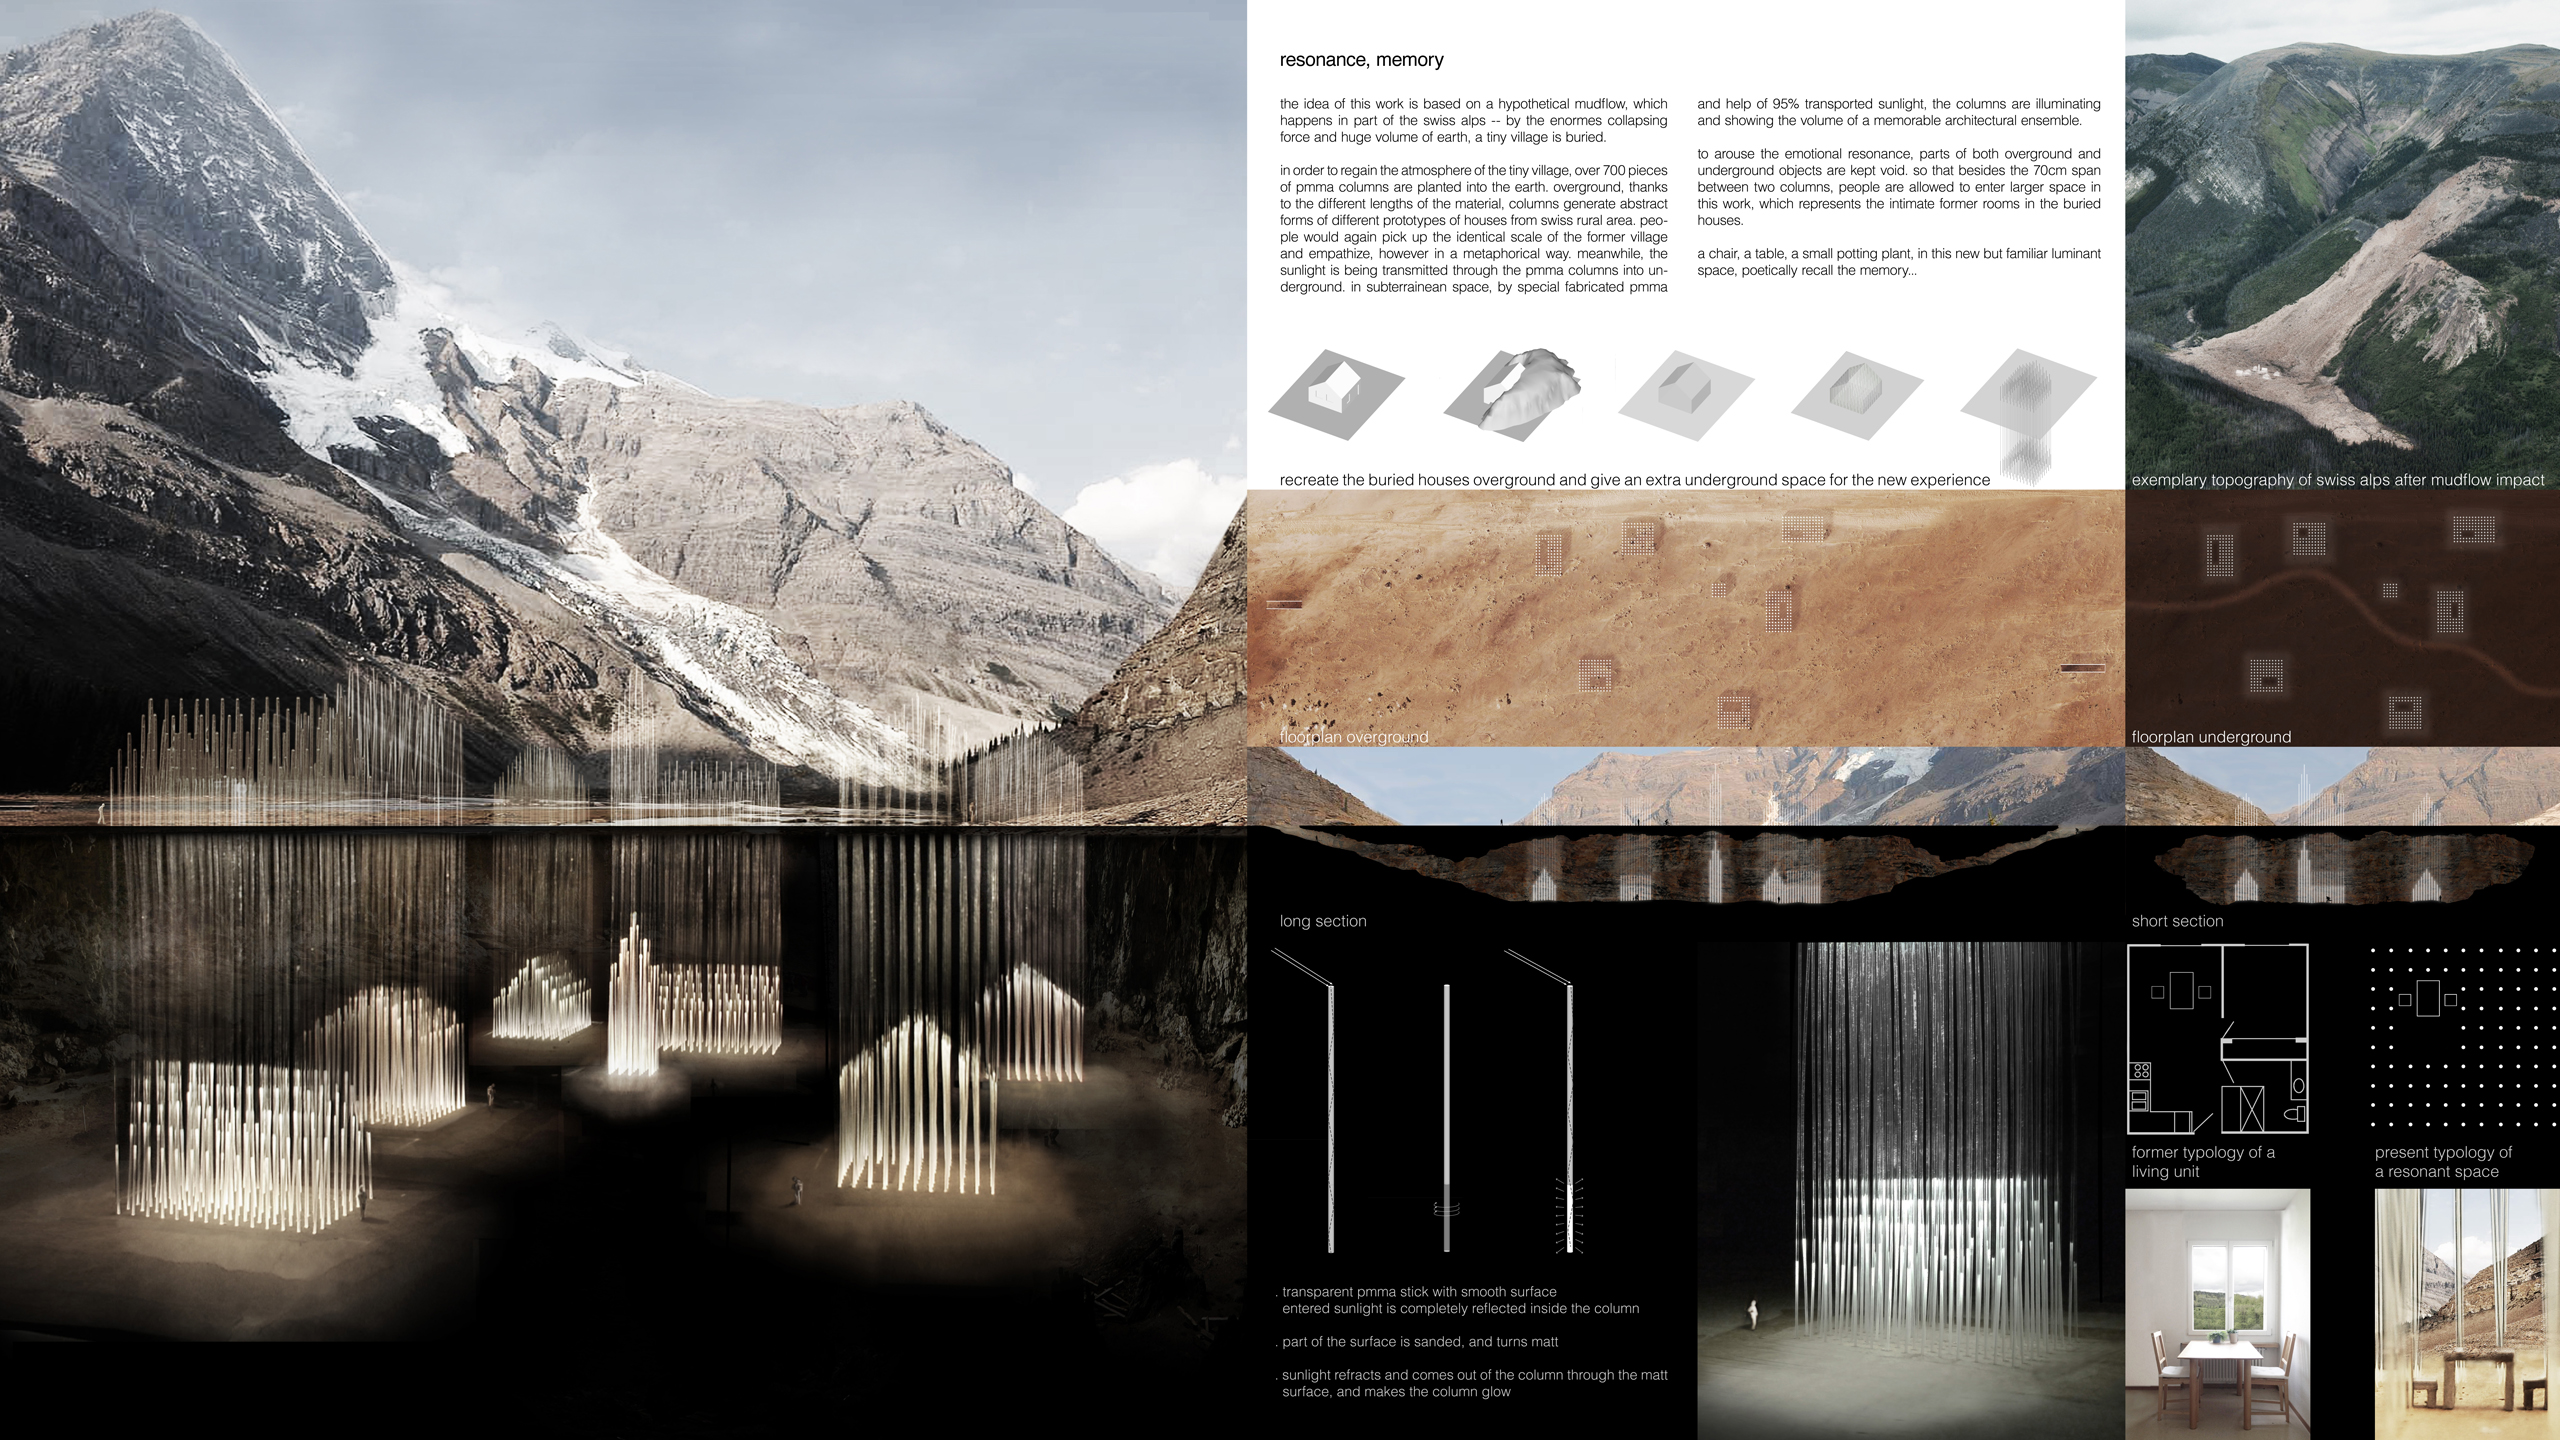 resonance, memory
the idea of this work is based on a hypothetical mudflow, which
happens in part of the swiss alps -- by the enormes collapsing
force and huge volume of earth, a tiny village is buried.
in order to regain the atmosphere of the tiny village, over 700 pieces
of pmma columns are planted into the earth. overground, thanks
to the different lengths of the material, columns generate abstract
forms of different prototypes of houses from swiss rural area. peo-
ple would again pick up the identical scale of the former village
and empathize, however in a metaphorical way. meanwhile, the
sunlight is being transmitted through the pmma columns into un-
derground. in subterrainean space, by special fabricated pmma
and help of 95% transported sunlight, the columns are illuminating
and showing the volume of a memorable architectural ensemble.
to arouse the emotional resonance, parts of both overground and
underground objects are kept void. so that besides the 70cm span
between two columns, people are allowed to enter larger space in
this work, which represents the intimate former rooms in the buried
houses.
a chair, a table, a small potting plant, in this new but familiar luminant
space, poetically recall the memory...
recreate the buried houses overground and give an extra underground space for the new experience
exemplary topography of swiss alps after mudflow impact
floorplan overground
floorplan underground
long section
short section
. transparent pmma stick with smooth surface
entered sunlight is completely reflected inside the column
. part of the surface is sanded, and turns matt
. sunlight refracts and comes out of the column through the matt
surface, and makes the column glow
former typology of a
living unit
present typology of
a resonant space